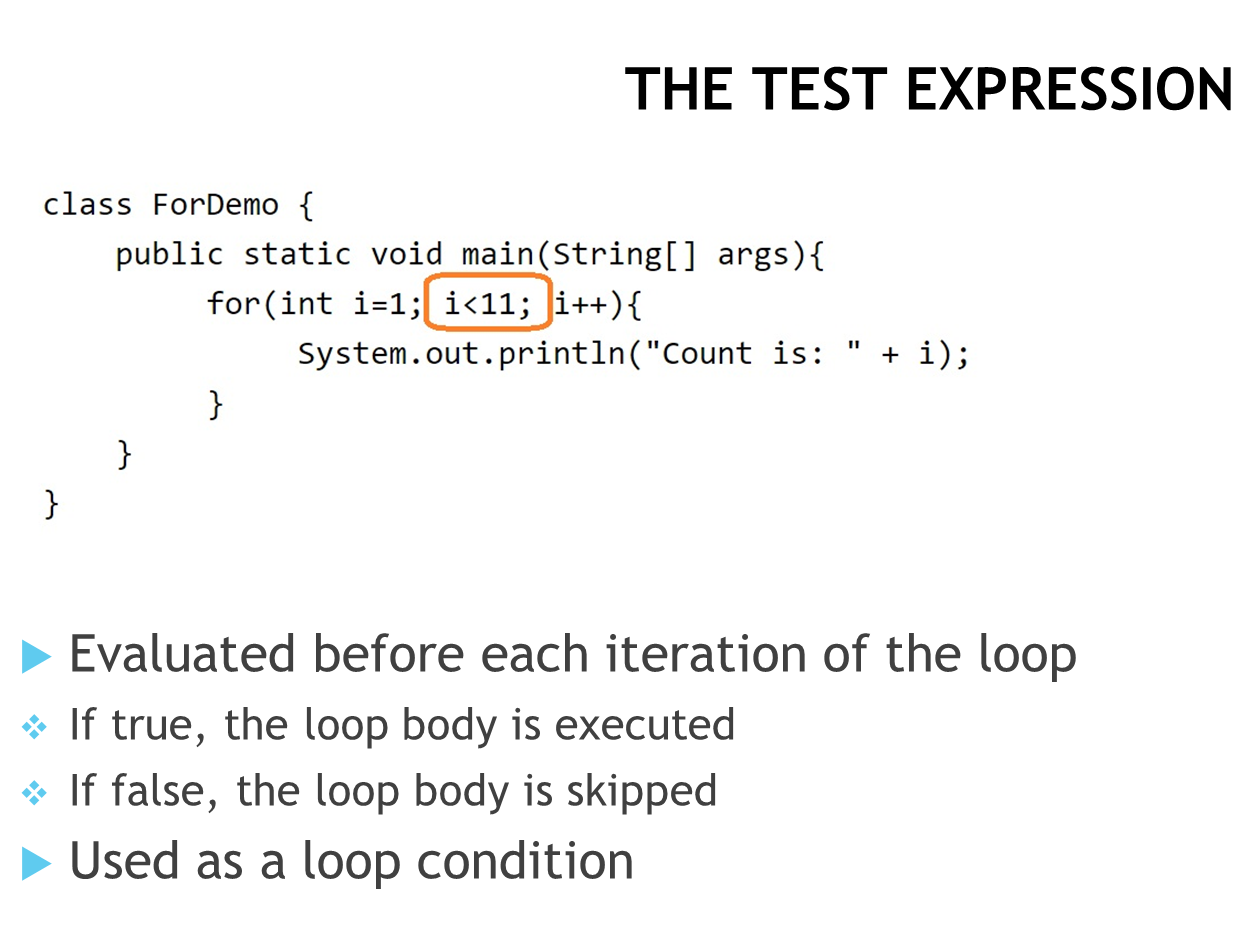 THE TEST EXPRESSION
class ForDemo {
public static void main(String[] args){
for(int i=1; i<11; i++){
System.out.println("Count is: " + i);
}
}
}
Evaluated before each iteration of the loop
If true, the loop body is executed
If false, the loop body is skipped
Used as a loop condition